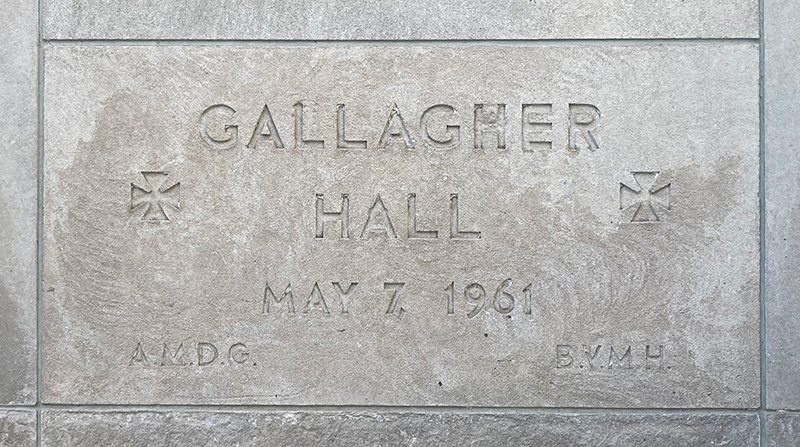 GALLAGHER
HALL
MAY 7, 1961
A.M.D.G.
B.V.M.H.